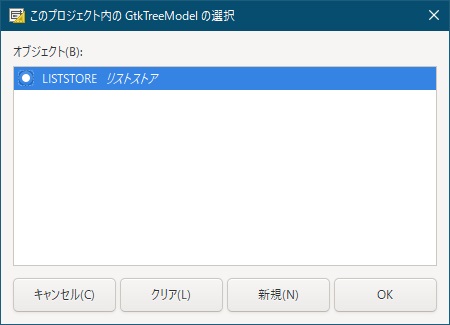 このプロジェクト内の GtkTreeModel の選択
オブジェクト(B):
LISTSTORE リストストア
キャンセル(C) クリア(L) 新規(N) OK